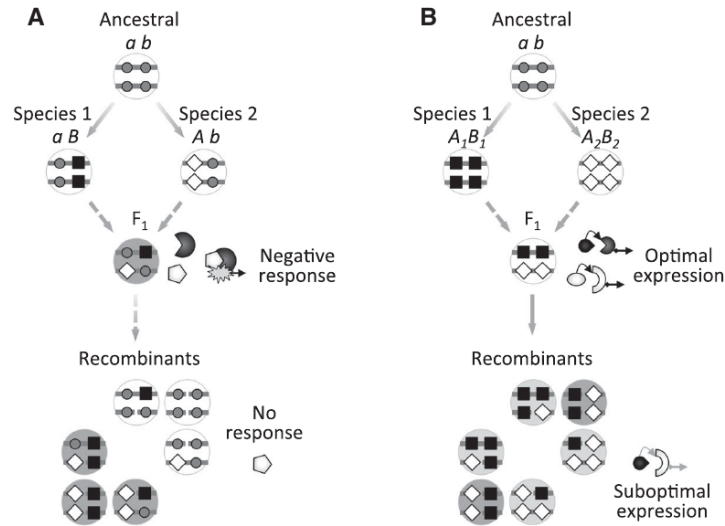 A
Ancestral
a b
Species 1
a B
Species 2
A b
F1
Negative
response
Recombinants
No
response
B
Ancestral
a b
Species 1
A1B1
Species 2
A2B2
F1
Optimal
expression
Recombinants
Suboptimal
expression